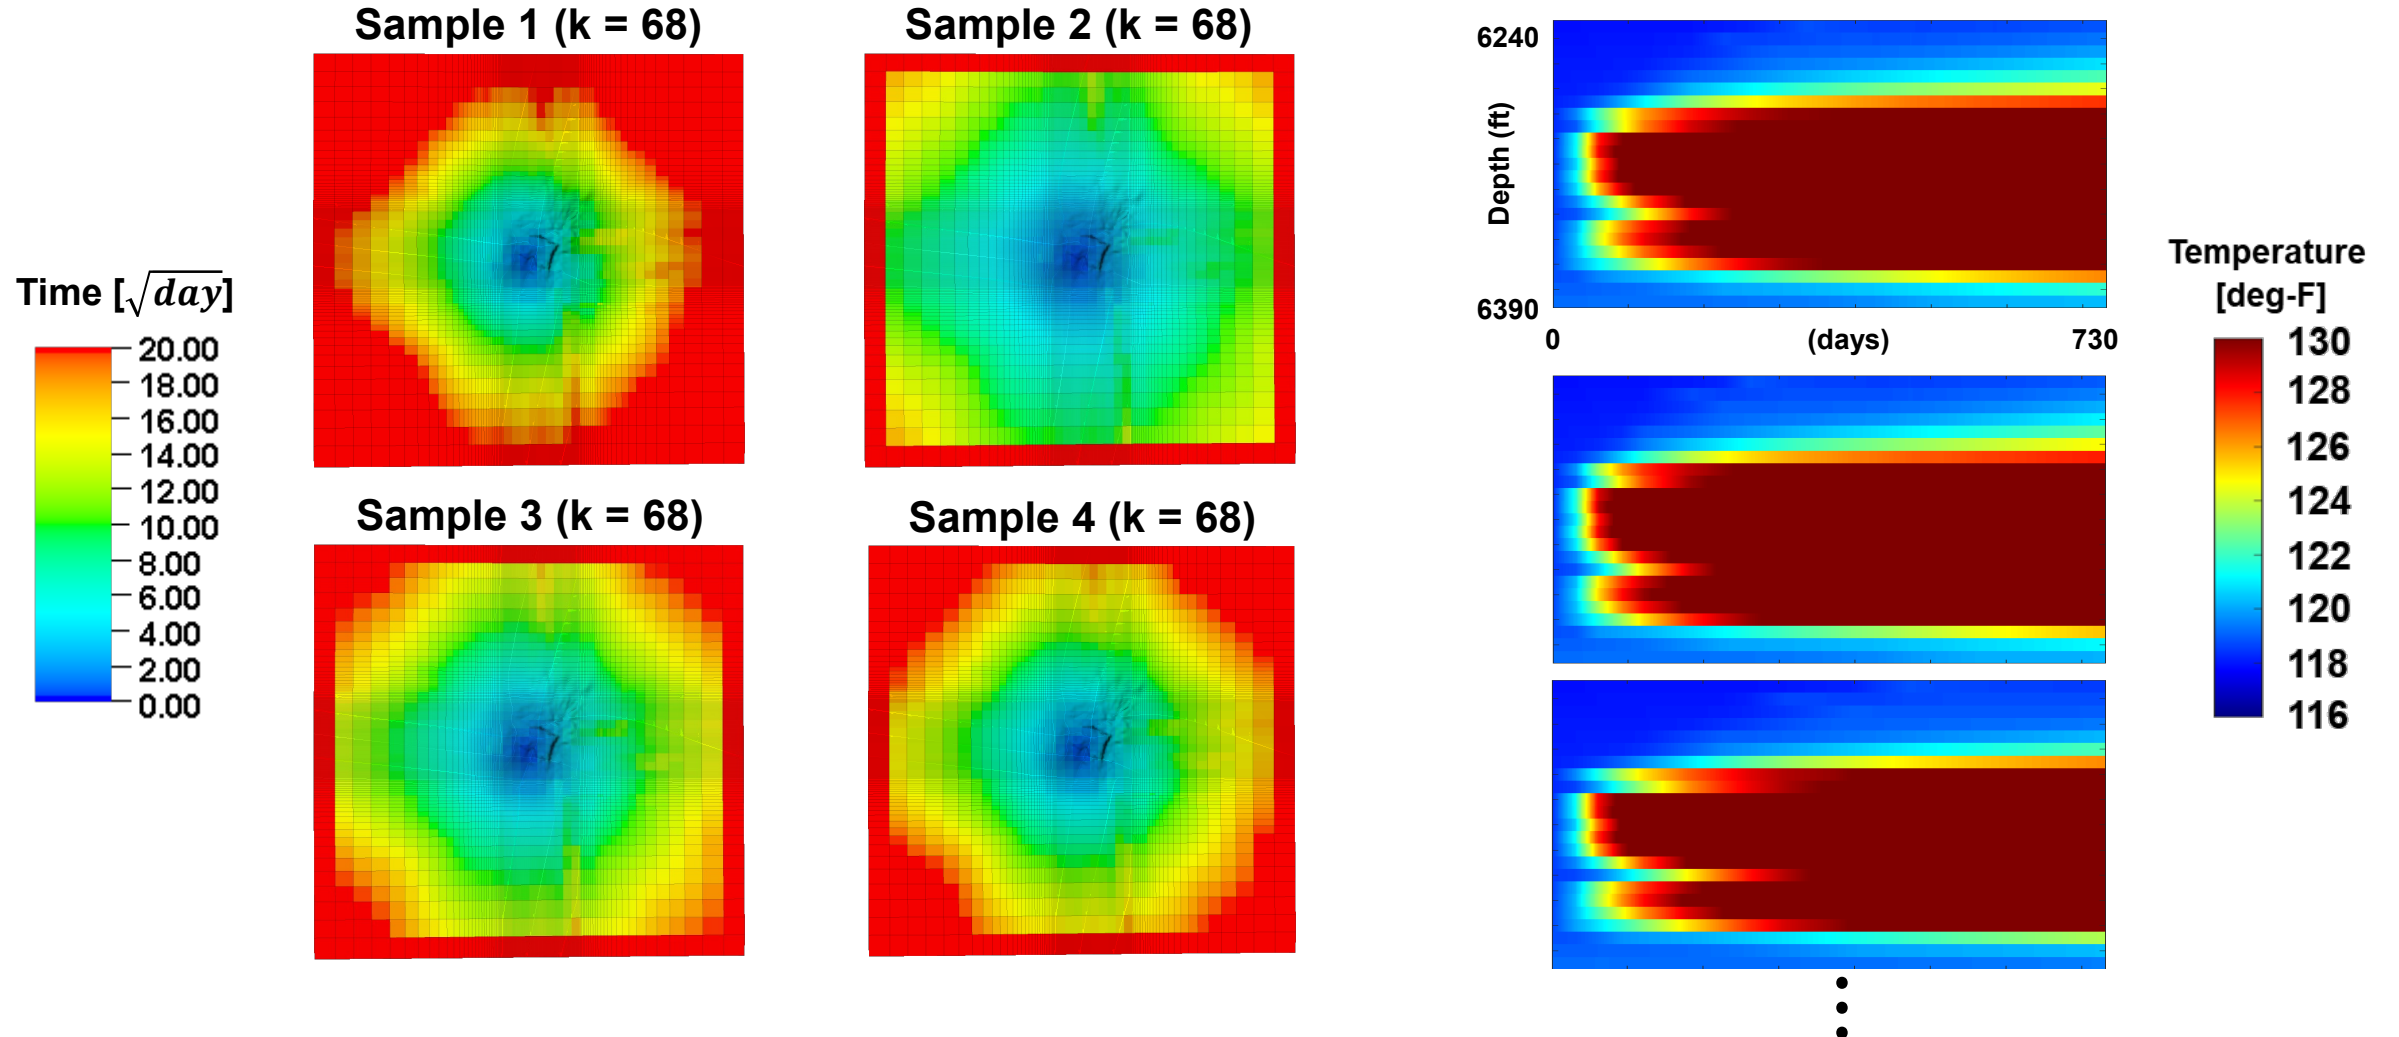 Sample 1 (k = 68)
Sample 2 (k = 68)
Sample 3 (k = 68)
Sample 4 (k = 68)
Time [√day]
20.00
18.00
16.00
14.00
12.00
10.00
8.00
6.00
4.00
2.00
0.00
6240
Depth (ft)
6390
0 (days) 730
Temperature
[deg-F]
130
128
126
124
122
120
118
116